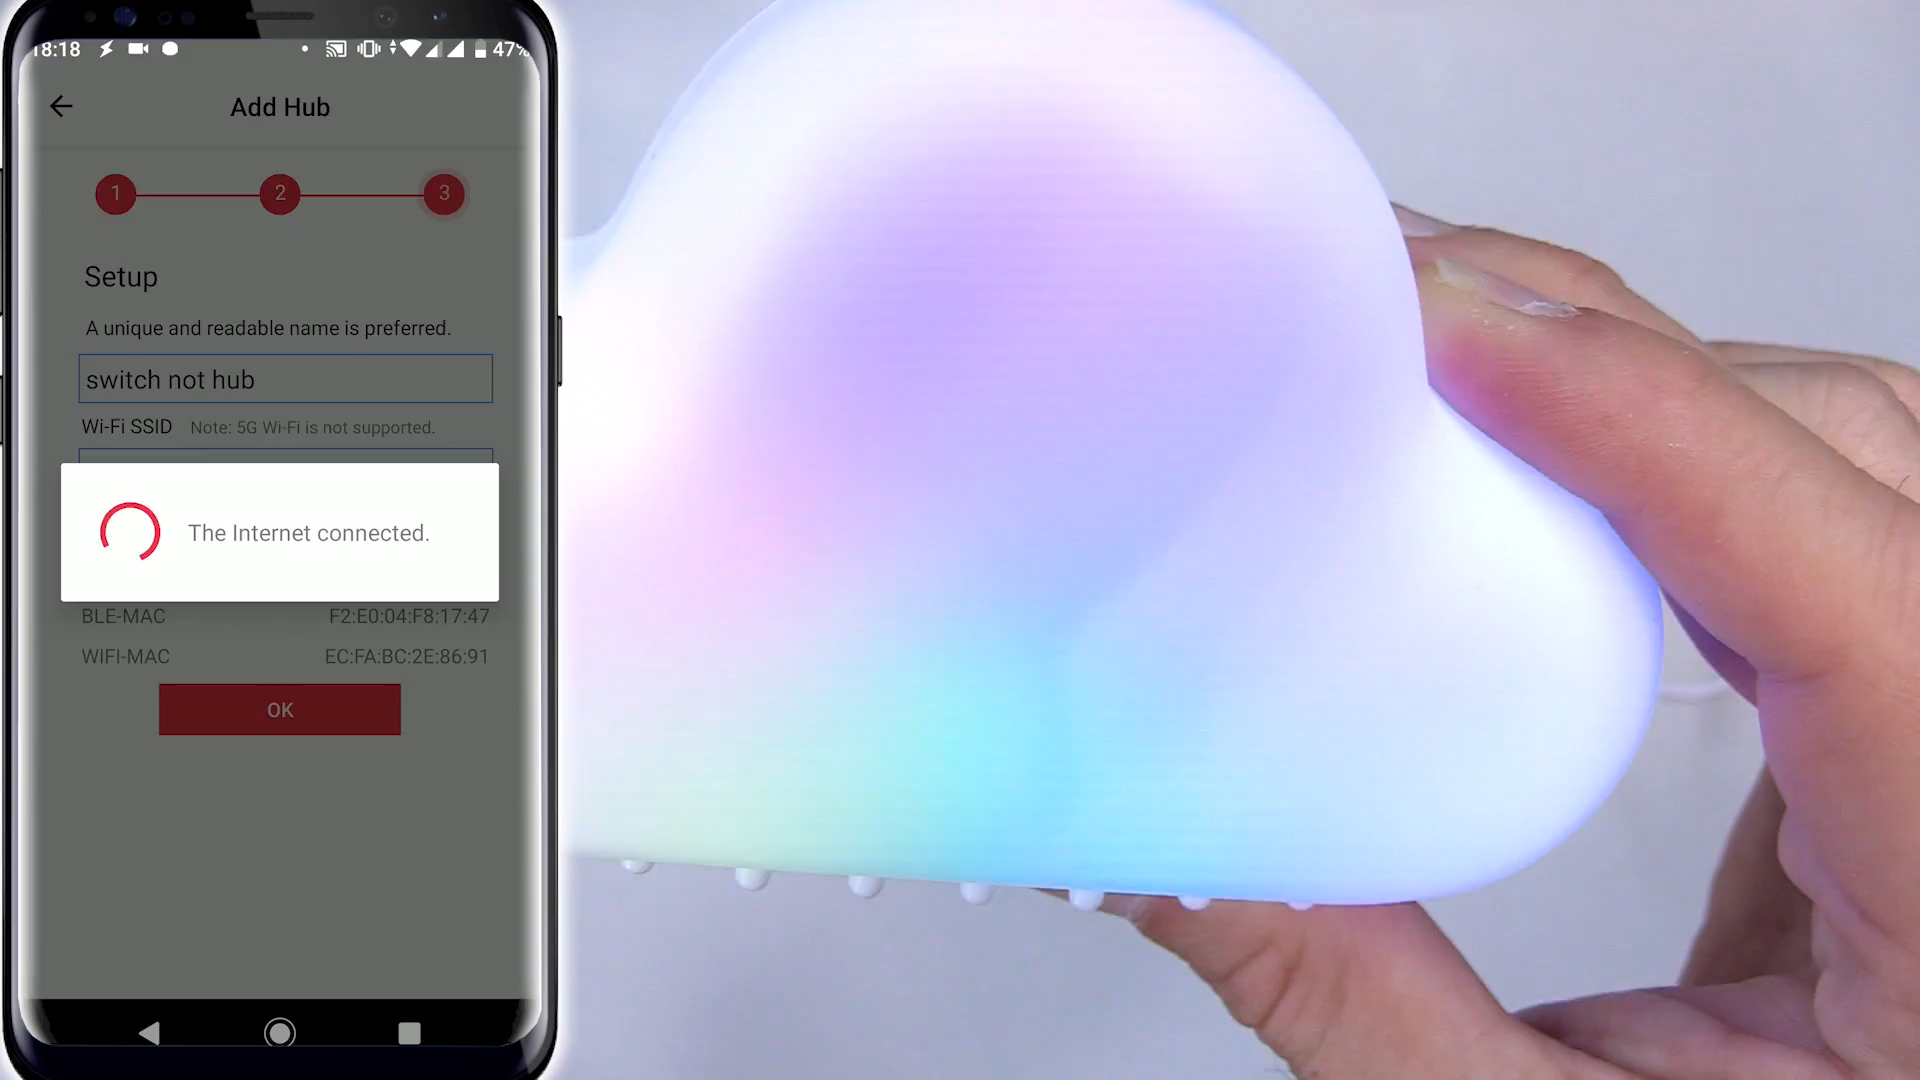 18:18 47%
Add Hub
1 2 3
Setup
A unique and readable name is preferred.
switch not hub
Wi-Fi SSID Note: 5G Wi-Fi is not supported.
The Internet connected.
BLE-MAC F2:E0:04:F8:17:47
WIFI-MAC EC:FA:BC:2E:86:91
OK